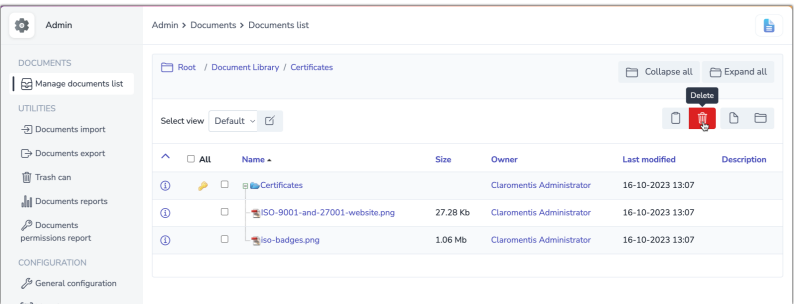 Admin
Admin > Documents > Documents list
DOCUMENTS
Manage documents list
UTILITIES
Documents import
Documents export
Trash can
Documents reports
Documents
permissions report
CONFIGURATION
General configuration
Root / Document Library / Certificates
Collapse all
Expand all
Delete
Select view Default
All Name Size Owner Last modified Description
Certificates Claromentis Administrator 16-10-2023 13:07
ISO-9001-and-27001-website.png 27.28 Kb Claromentis Administrator 16-10-2023 13:07
iso-badges.png 1.06 Mb Claromentis Administrator 16-10-2023 13:07